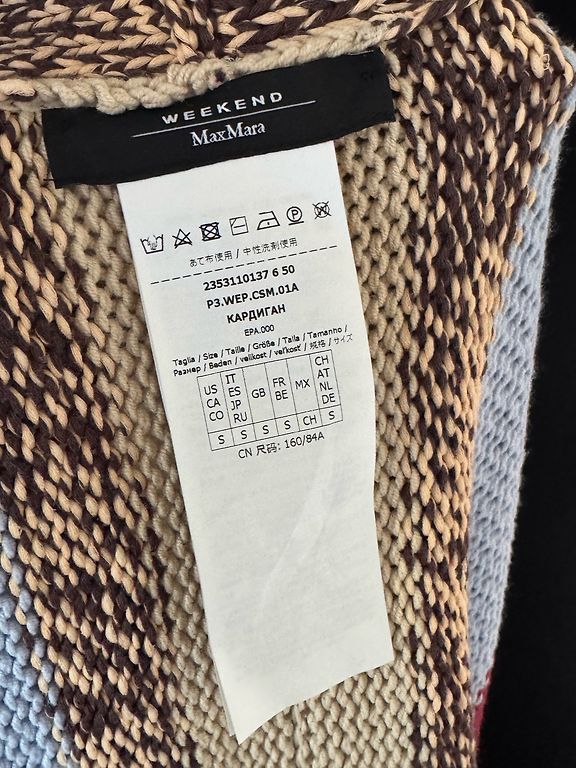 WEEKEND
MaxMara
P
あて布使用 / 中性洗剤使用
2353110137 6 50
P3.WEP.CSM.01A
КАРДИГАН
EPA.000
Taglia / Size / Taille / Größe / Talla / Tamanho /
Размер / Beden / velikost / veľkosť / 規格 / サイズ
US CA CO | IT ES JP RU | GB | FR BE | MX | CH AT NL DE
S | S | S | S | CH | S
CN 尺码: 160/84A